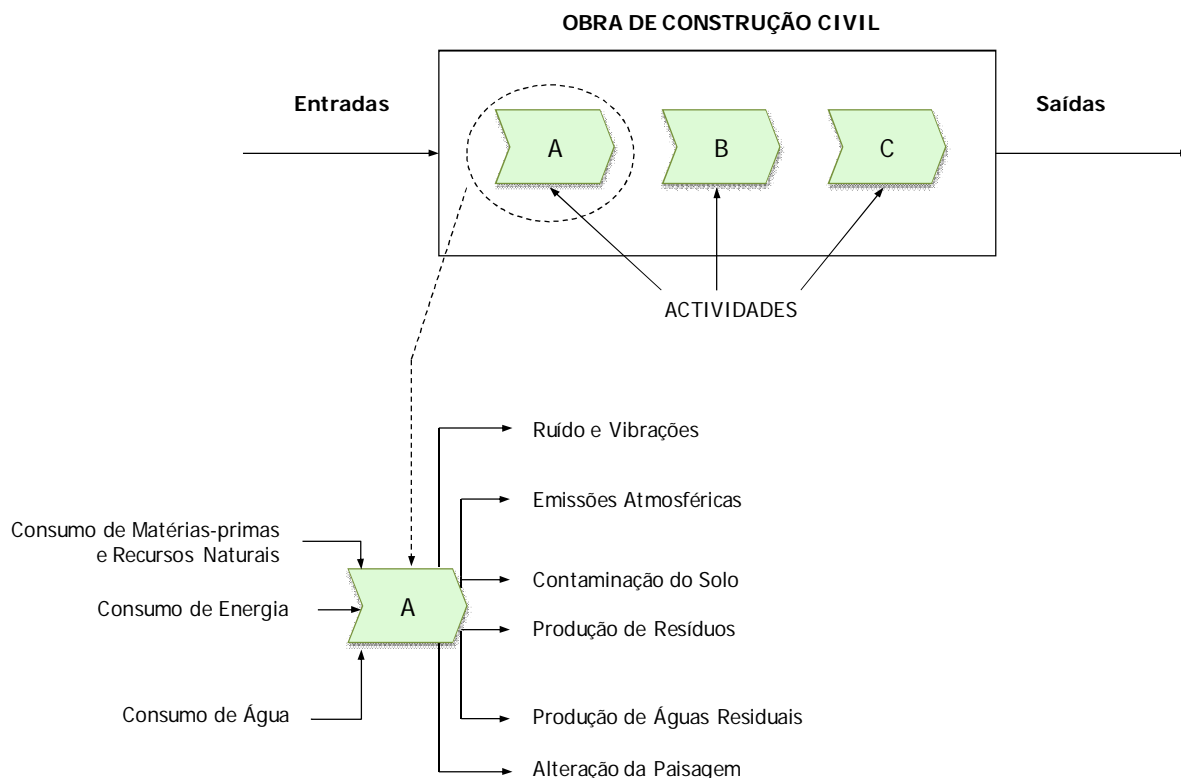 OBRA DE CONSTRUÇÃO CIVIL
Entradas
Saídas
A
B
C
ACTIVIDADES
Ruído e Vibrações
Emissões Atmosféricas
Consumo de Matérias-primas
e Recursos Naturais
Contaminação do Solo
Consumo de Energia
A
Produção de Resíduos
Consumo de Água
Produção de Águas Residuais
Alteração da Paisagem